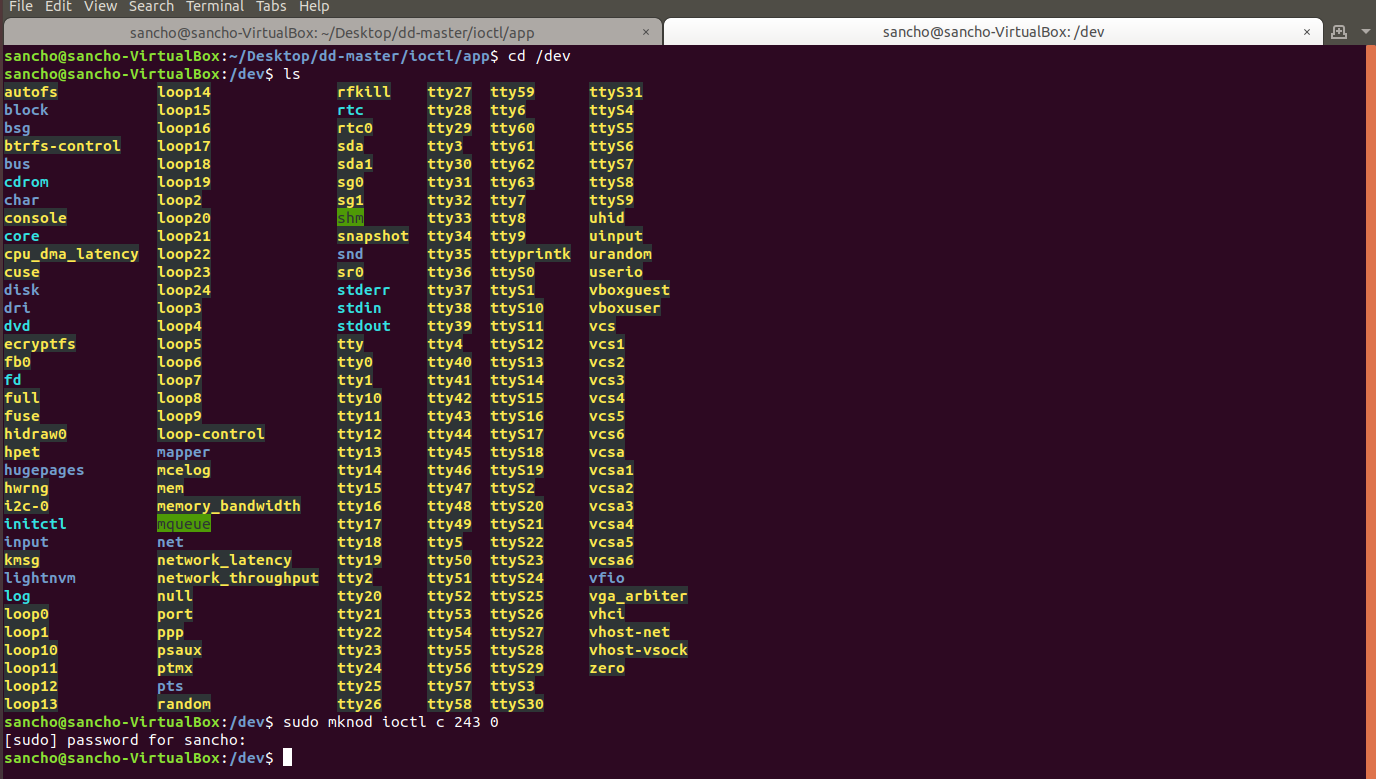 File Edit View Search Terminal Tabs Help
sancho@sancho-VirtualBox: ~/Desktop/dd-master/ioctl/app × sancho@sancho-VirtualBox: /dev ×
sancho@sancho-VirtualBox:~/Desktop/dd-master/ioctl/app$ cd /dev
sancho@sancho-VirtualBox:/dev$ ls
autofs loop14 rfkill tty27 tty59 ttyS31
block loop15 rtc tty28 tty6 ttyS4
bsg loop16 rtc0 tty29 tty60 ttyS5
btrfs-control loop17 sda tty3 tty61 ttyS6
bus loop18 sda1 tty30 tty62 ttyS7
cdrom loop19 sg0 tty31 tty63 ttyS8
char loop2 sg1 tty32 tty7 ttyS9
console loop20 shm tty33 tty8 uhid
core loop21 snapshot tty34 tty9 uinput
cpu_dma_latency loop22 snd tty35 ttyprintk urandom
cuse loop23 sr0 tty36 ttyS0 userio
disk loop24 stderr tty37 ttyS1 vboxguest
dri loop3 stdin tty38 ttyS10 vboxuser
dvd loop4 stdout tty39 ttyS11 vcs
ecryptfs loop5 tty tty4 ttyS12 vcs1
fb0 loop6 tty0 tty40 ttyS13 vcs2
fd loop7 tty1 tty41 ttyS14 vcs3
full loop8 tty10 tty42 ttyS15 vcs4
fuse loop9 tty11 tty43 ttyS16 vcs5
hidraw0 loop-control tty12 tty44 ttyS17 vcs6
hpet mapper tty13 tty45 ttyS18 vcsa
hugepages mcelog tty14 tty46 ttyS19 vcsa1
hwrng mem tty15 tty47 ttyS2 vcsa2
i2c-0 memory_bandwidth tty16 tty48 ttyS20 vcsa3
initctl mqueue tty17 tty49 ttyS21 vcsa4
input net tty18 tty5 ttyS22 vcsa5
kmsg network_latency tty19 tty50 ttyS23 vcsa6
lightnvm network_throughput tty2 tty51 ttyS24 vfio
log null tty20 tty52 ttyS25 vga_arbiter
loop0 port tty21 tty53 ttyS26 vhci
loop1 ppp tty22 tty54 ttyS27 vhost-net
loop10 psaux tty23 tty55 ttyS28 vhost-vsock
loop11 ptmx tty24 tty56 ttyS29 zero
loop12 pts tty25 tty57 ttyS3
loop13 random tty26 tty58 ttyS30
sancho@sancho-VirtualBox:/dev$ sudo mknod ioctl c 243 0
[sudo] password for sancho:
sancho@sancho-VirtualBox:/dev$